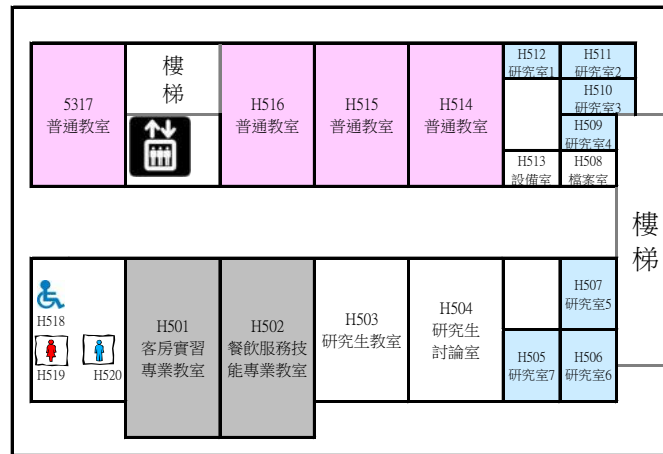 5317
普通教室
樓
梯
H516
普通教室
H515
普通教室
H514
普通教室
H512
研究室1
H511
研究室2
H510
研究室3
H509
研究室4
H513
設備室
H508
檔案室
樓
梯
H518
H519
H520
H501
客房實習
專業教室
H502
餐飲服務技
能專業教室
H503
研究生教室
H504
研究生
討論室
H507
研究室5
H505
研究室7
H506
研究室6